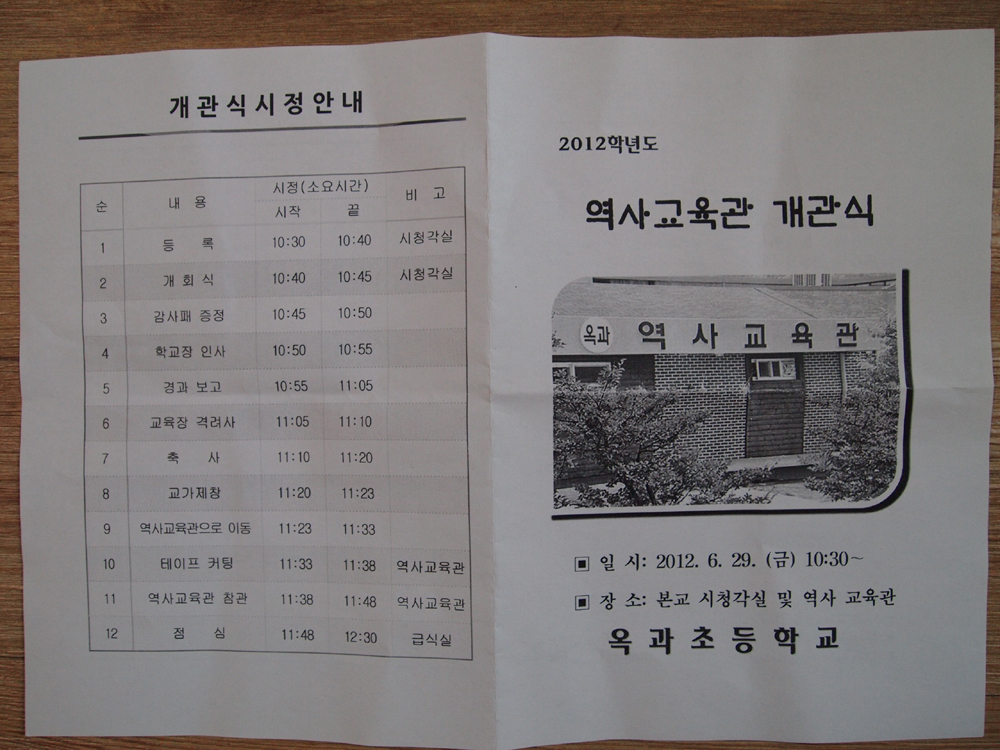 개관식시정안내
순 내 용 시정(소요시간) 비 고
시작 끝
1 등 록 10:30 10:40 시청각실
2 개 회 식 10:40 10:45 시청각실
3 감사패 증정 10:45 10:50
4 학교장 인사 10:50 10:55
5 경과 보고 10:55 11:05
6 교육장 격려사 11:05 11:10
7 축 사 11:10 11:20
8 교가제창 11:20 11:23
9 역사교육관으로 이동 11:23 11:33
10 테이프 커팅 11:33 11:38 역사교육관
11 역사교육관 참관 11:38 11:48 역사교육관
12 점 심 11:48 12:30 급식실
2012학년도
역사교육관 개관식
옥과 역사교육관
▣ 일 시: 2012. 6. 29. (금) 10:30~
▣ 장 소: 본교 시청각실 및 역사 교육관
옥과초등학교